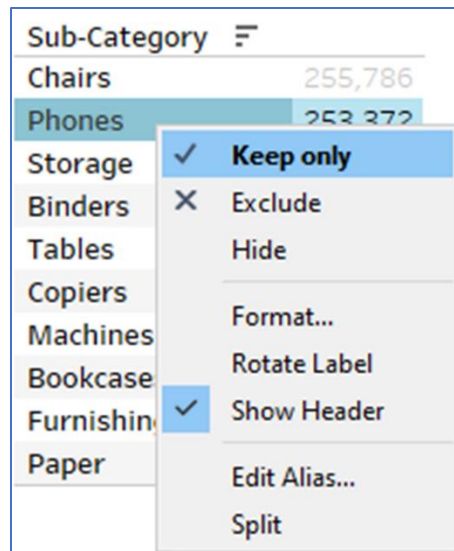 Sub-Category
Chairs 255,786
Phones 253,372
Storage
Binders
Tables
Copiers
Machines
Bookcase
Furnishin
Paper
Keep only
Exclude
Hide
Format...
Rotate Label
Show Header
Edit Alias...
Split